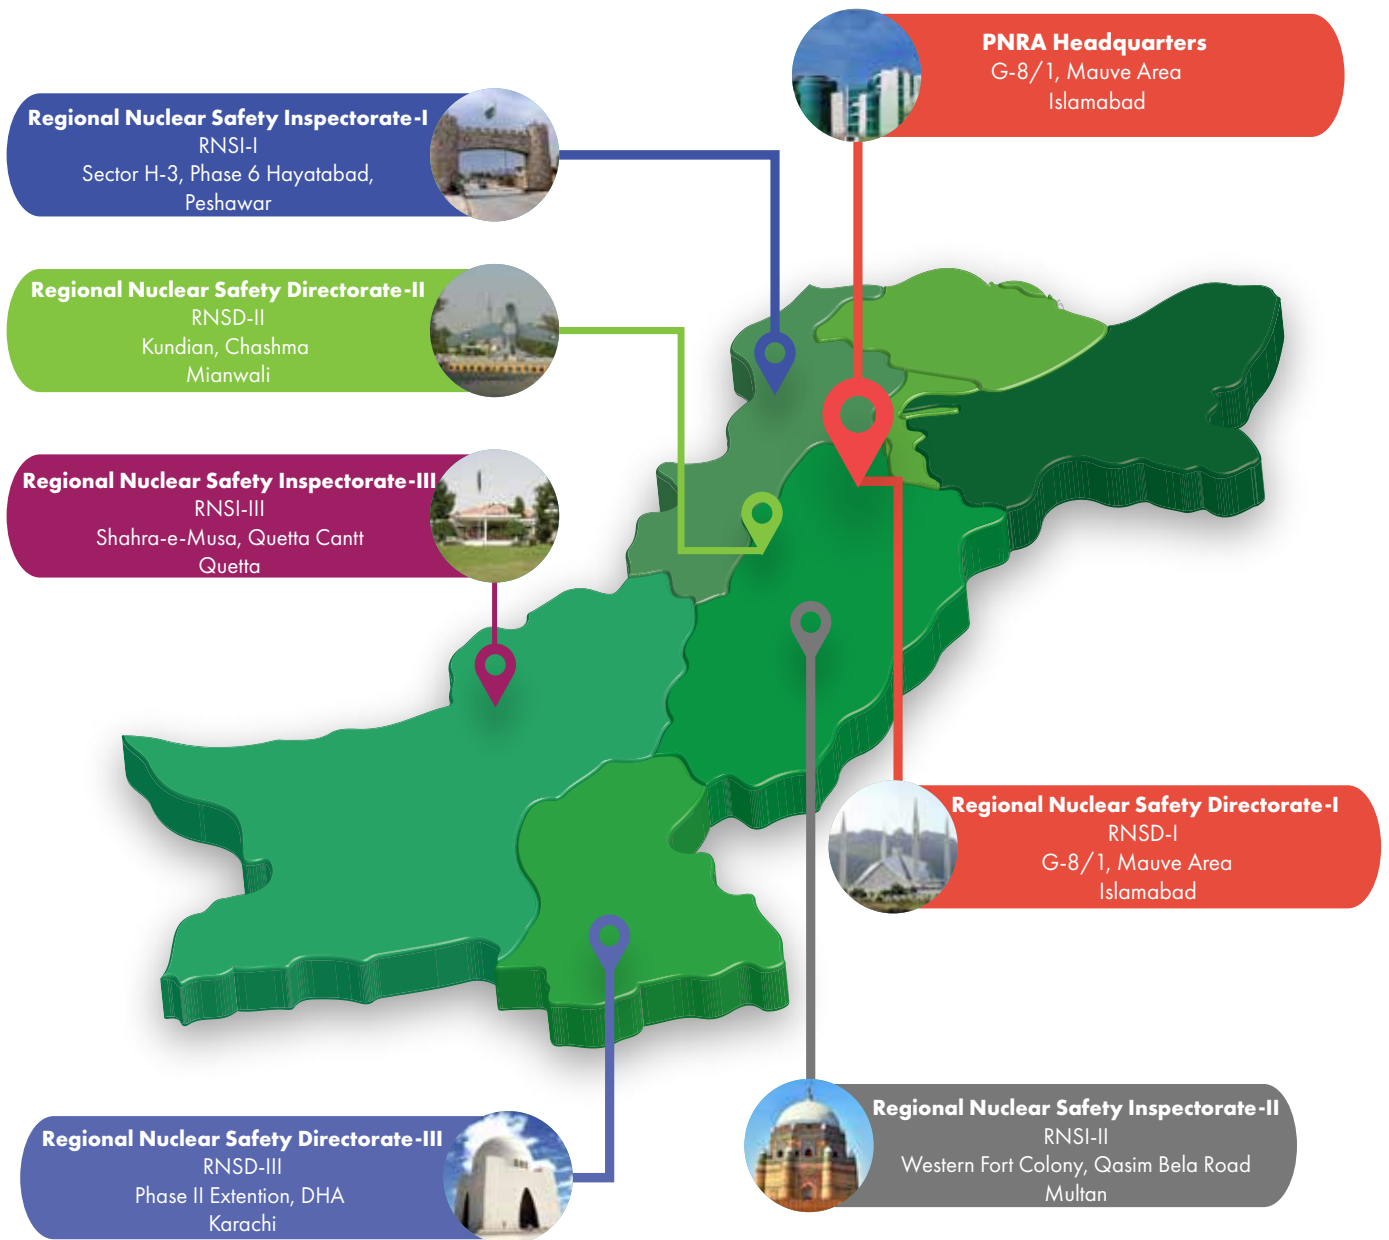 PNRA Headquarters
G-8/1, Mauve Area
Islamabad
Regional Nuclear Safety Inspectorate-I
RNSI-I
Sector H-3, Phase 6 Hayatabad,
Peshawar
Regional Nuclear Safety Directorate-II
RNSD-II
Kundian, Chashma
Mianwali
Regional Nuclear Safety Inspectorate-III
RNSI-III
Shahra-e-Musa, Quetta Cantt
Quetta
Regional Nuclear Safety Directorate-I
RNSD-I
G-8/1, Mauve Area
Islamabad
Regional Nuclear Safety Inspectorate-II
RNSI-II
Western Fort Colony, Qasim Bela Road
Multan
Regional Nuclear Safety Directorate-III
RNSD-III
Phase II Extention, DHA
Karachi